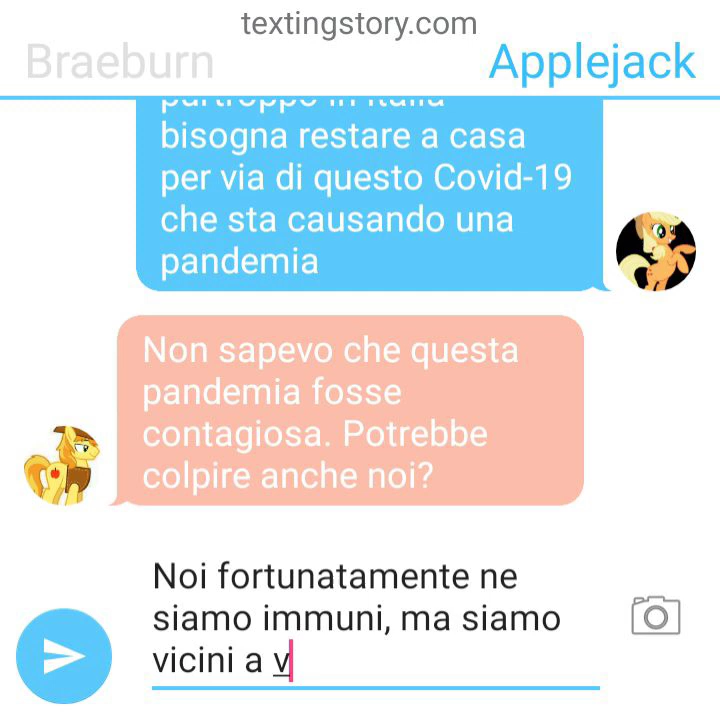 textingstory.com
Braeburn Applejack
purtroppo in Italia
bisogna restare a casa
per via di questo Covid-19
che sta causando una
pandemia
Non sapevo che questa
pandemia fosse
contagiosa. Potrebbe
colpire anche noi?
Noi fortunatamente ne
siamo immuni, ma siamo
vicini a v